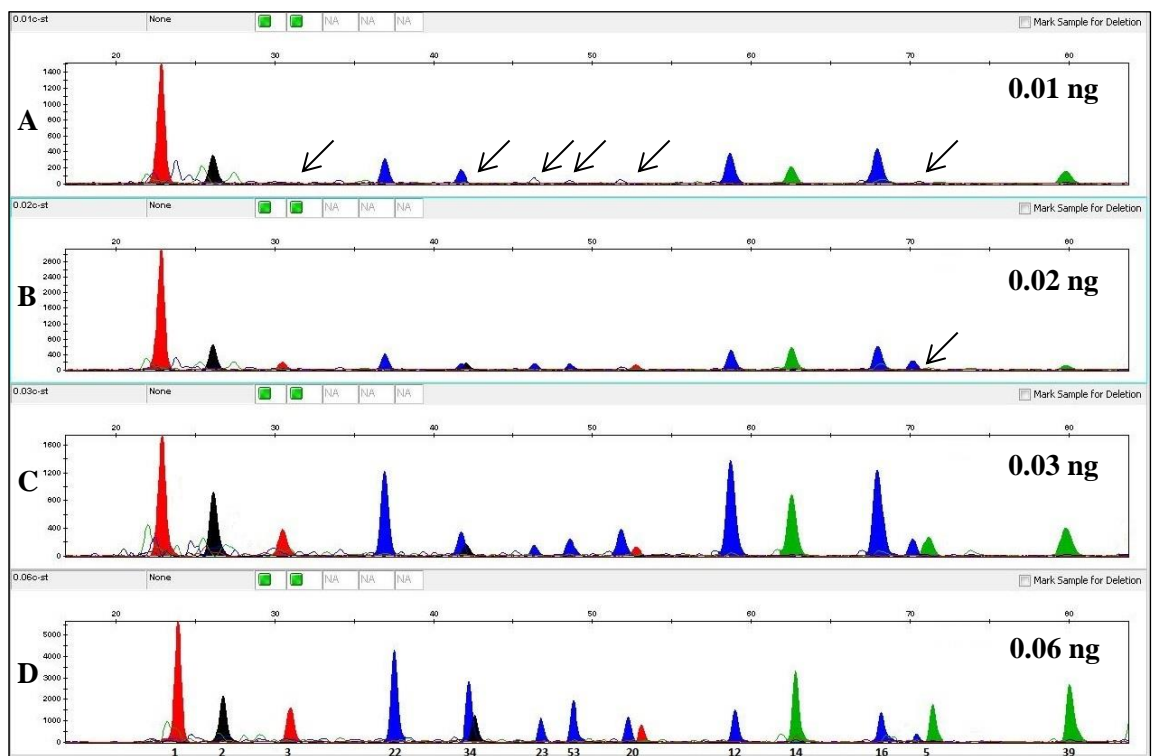 0.01c-st None NA NA NA Mark Sample for Deletion
20 30 40 50 60 70 80
A
0.01 ng
1400
1200
1000
800
600
400
200
0
0.02c-st None NA NA NA Mark Sample for Deletion
20 30 40 50 60 70 80
B
0.02 ng
2800
2400
2000
1600
1200
800
400
0
0.03c-st None NA NA NA Mark Sample for Deletion
20 30 40 50 60 70 80
C
0.03 ng
1600
1200
800
400
0
0.06c-st None NA NA NA Mark Sample for Deletion
20 30 40 50 60 70 80
D
0.06 ng
5000
4000
3000
2000
1000
0
1 2 3 22 34 23 53 20 12 14 16 5 39